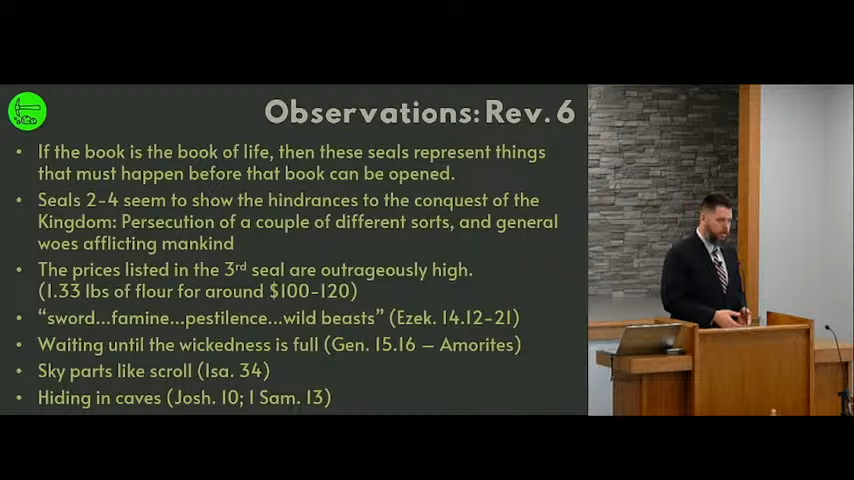 Observations: Rev. 6
• If the book is the book of life, then these seals represent things
that must happen before that book can be opened.
• Seals 2-4 seem to show the hindrances to the conquest of the
Kingdom: Persecution of a couple of different sorts, and general
woes afflicting mankind
• The prices listed in the 3rd seal are outrageously high.
(1.33 lbs of flour for around $100-120)
• “sword...famine...pestilence...wild beasts” (Ezek. 14.12-21)
• Waiting until the wickedness is full (Gen. 15.16 – Amorites)
• Sky parts like scroll (Isa. 34)
• Hiding in caves (Josh. 10; 1 Sam. 13)